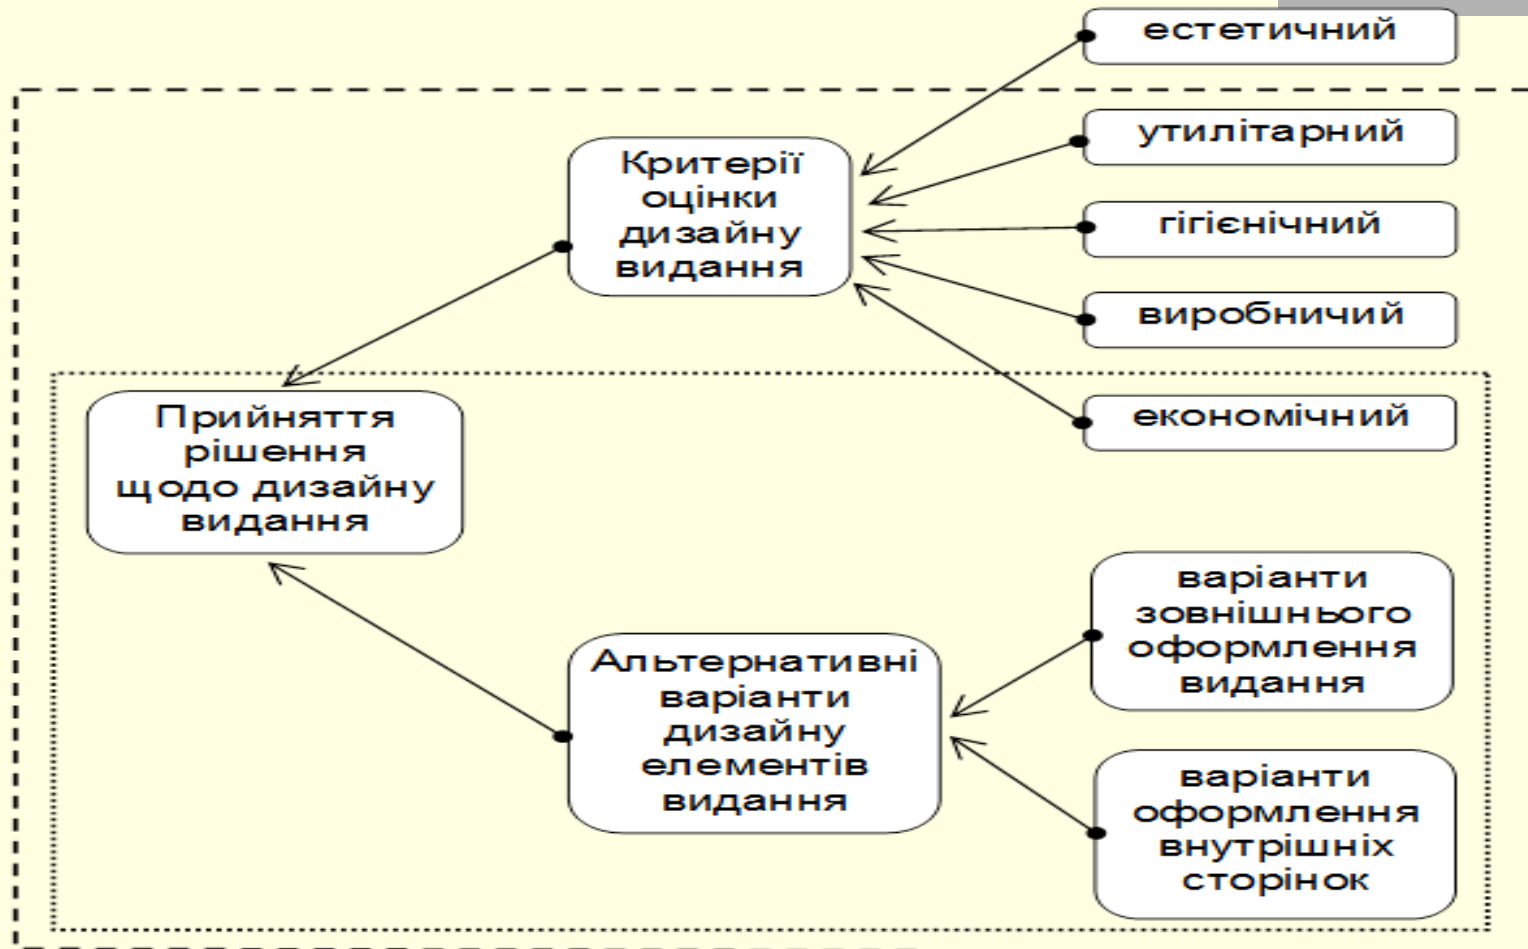 естетичний
утилітарний
Критерії
оцінки
дизайну
видання
гігієнічний
виробничий
економічний
Прийняття
рішення
щодо дизайну
видання
варіанти
зовнішнього
оформлення
видання
Альтернативні
варіанти
дизайну
елементів
видання
варіанти
оформлення
внутрішніх
сторінок